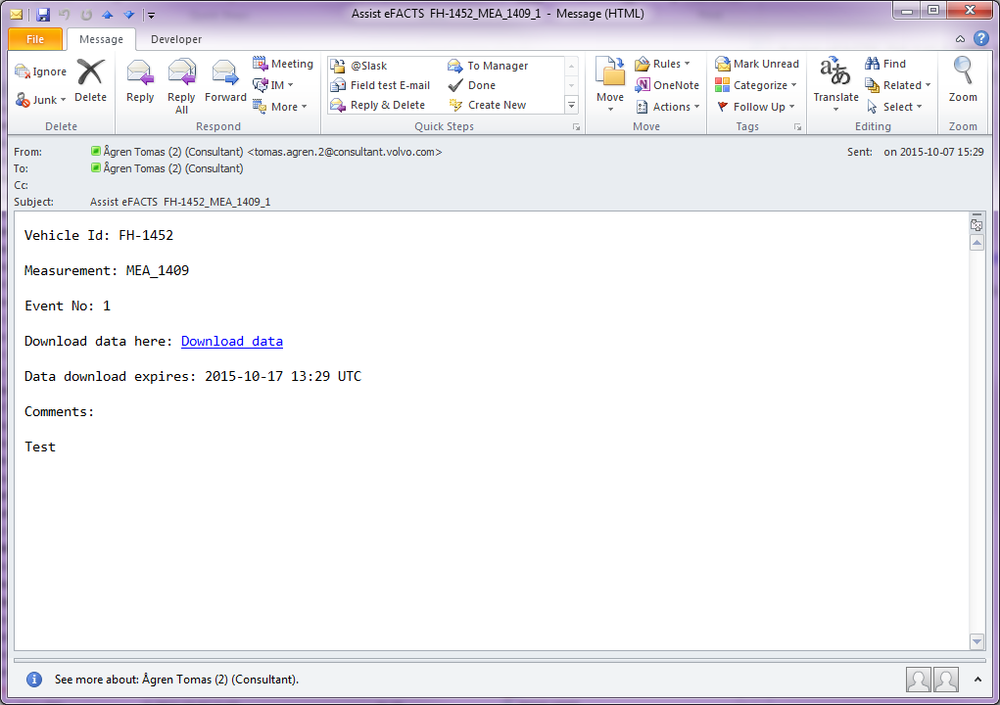 Assist eFACTS FH-1452_MEA_1409_1 - Message (HTML)
File Message Developer
Ignore
Junk
Delete
Delete
Reply
Reply All
Forward
Meeting
IM
More
Respond
@Slask
Field test E-mail
Reply & Delete
To Manager
Done
Create New
Quick Steps
Move
Rules
OneNote
Actions
Move
Mark Unread
Categorize
Follow Up
Tags
Translate
Find
Related
Select
Editing
Zoom
Zoom
From: Ågren Tomas (2) (Consultant) <tomas.agren.2@consultant.volvo.com> Sent: on 2015-10-07 15:29
To: Ågren Tomas (2) (Consultant)
Cc:
Subject: Assist eFACTS FH-1452_MEA_1409_1
Vehicle Id: FH-1452
Measurement: MEA_1409
Event No: 1
Download data here: Download data
Data download expires: 2015-10-17 13:29 UTC
Comments:
Test
See more about: Ågren Tomas (2) (Consultant).